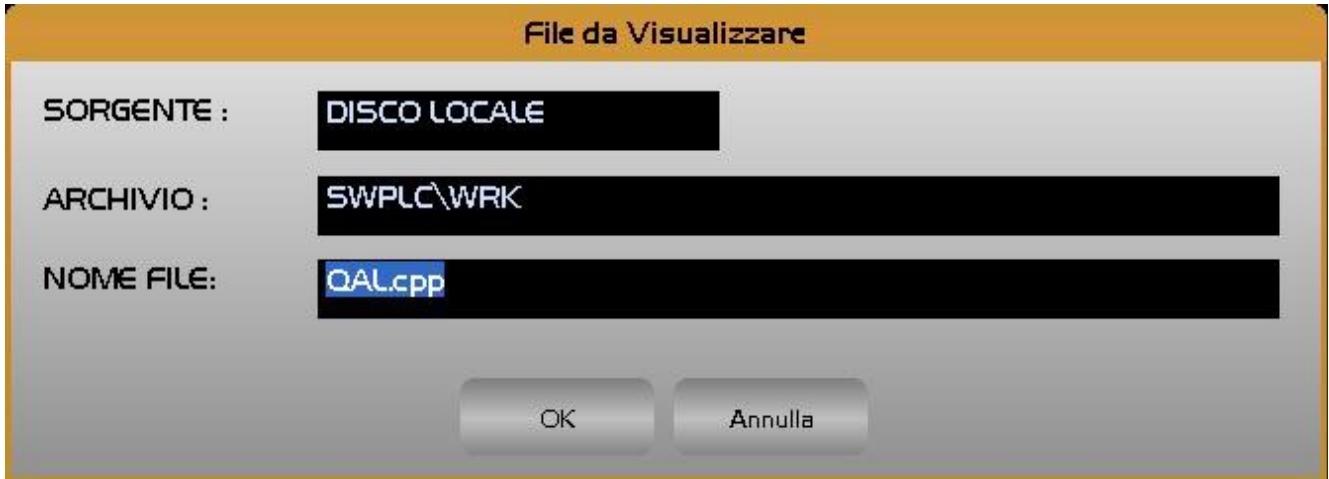 File da Visualizzare
SORGENTE : DISCO LOCALE
ARCHIVIO : SWPLC\WRK
NOME FILE: QAL.cpp
OK Annulla